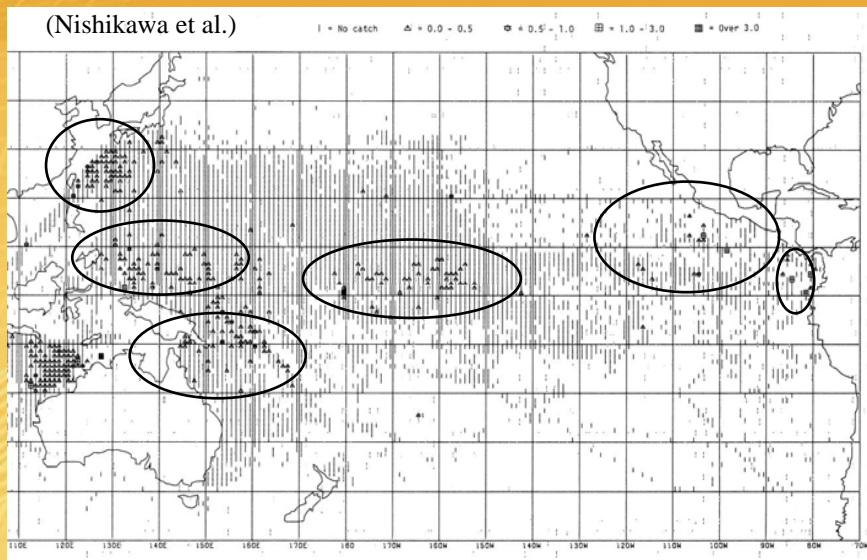 (Nishikawa et al.)
I = No catch = 0.0 - 0.5 = 0.5 - 1.0 = 1.0 - 3.0 = Over 3.0
110E 120E 130E 140E 150E 160E 170E 180 170W 160W 150W 140W 130W 120W 110W 100W 90W 80W 70W